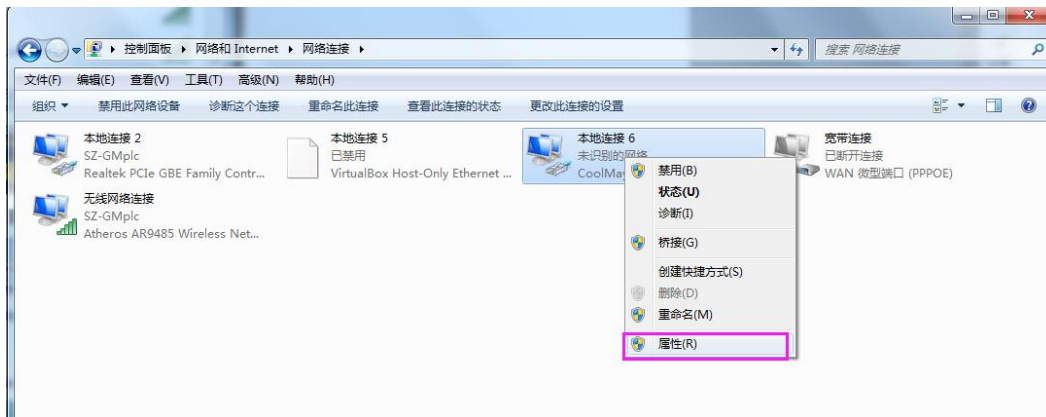 控制面板 ▸ 网络和 Internet ▸ 网络连接 ▸
搜索 网络连接
文件(F) 编辑(E) 查看(V) 工具(T) 高级(N) 帮助(H)
组织 禁用此网络设备 诊断这个连接 重命名此连接 查看此连接的状态 更改此连接的设置
本地连接 2
SZ-GMplc
Realtek PCIe GBE Family Contr...
本地连接 5
已禁用
VirtualBox Host-Only Ethernet ...
本地连接 6
未识别的网络
CoolMay
宽带连接
已断开连接
WAN 微型端口 (PPPOE)
无线网络连接
SZ-GMplc
Atheros AR9485 Wireless Net...
禁用(B)
状态(U)
诊断(I)
桥接(G)
创建快捷方式(S)
删除(D)
重命名(M)
属性(R)